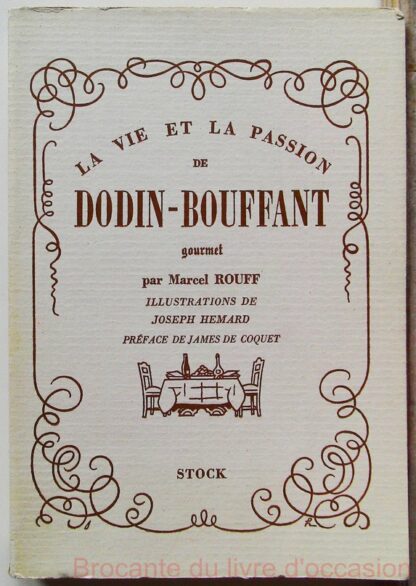 LA VIE ET LA PASSION
DE
DODIN-BOUFFANT
gourmet
par Marcel ROUFF
ILLUSTRATIONS DE
JOSEPH HEMARD
PRÉFACE DE JAMES DE COQUET
STOCK
Brocante du livre d'occasion